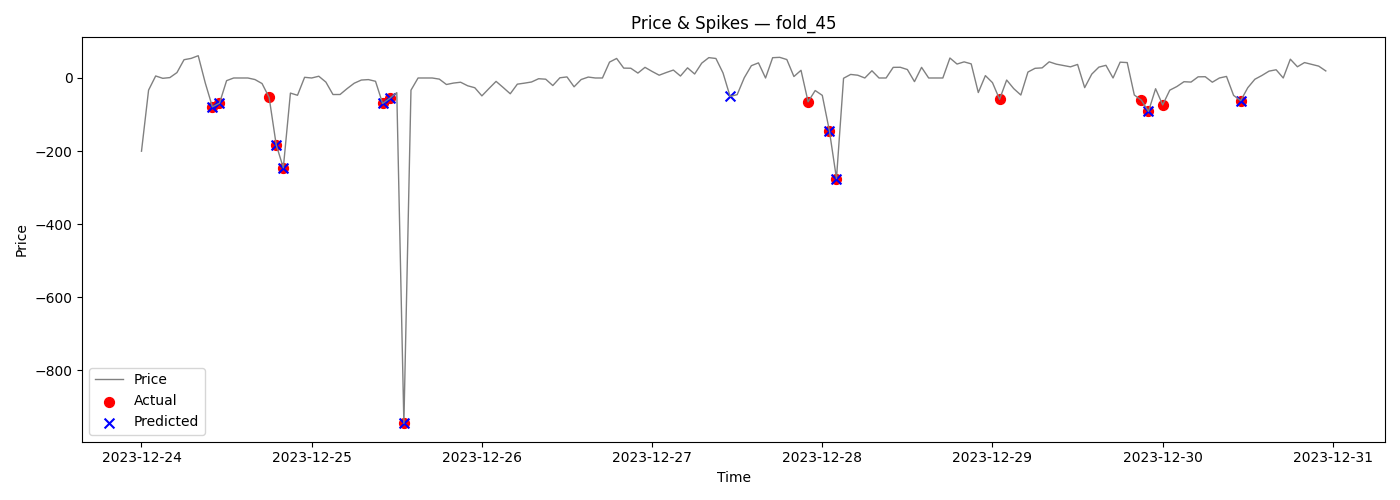 Price & Spikes — fold_45
Price
0
−200
−400
−600
−800
Price
Actual
Predicted
2023-12-24
2023-12-25
2023-12-26
2023-12-27
2023-12-28
2023-12-29
2023-12-30
2023-12-31
Time